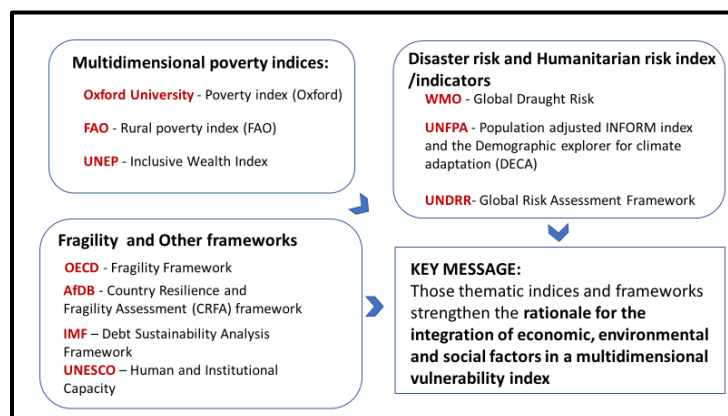 Multidimensional poverty indices:
Oxford University - Poverty index (Oxford)
FAO - Rural poverty index (FAO)
UNEP - Inclusive Wealth Index
Disaster risk and Humanitarian risk index
/indicators
WMO - Global Draught Risk
UNFPA - Population adjusted INFORM index
and the Demographic explorer for climate
adaptation (DECA)
UNDRR- Global Risk Assessment Framework
Fragility and Other frameworks
OECD - Fragility Framework
AfDB - Country Resilience and
Fragility Assessment (CRFA) framework
IMF – Debt Sustainability Analysis
Framework
UNESCO – Human and Institutional
Capacity
KEY MESSAGE:
Those thematic indices and frameworks
strengthen the rationale for the
integration of economic, environmental
and social factors in a multidimensional
vulnerability index